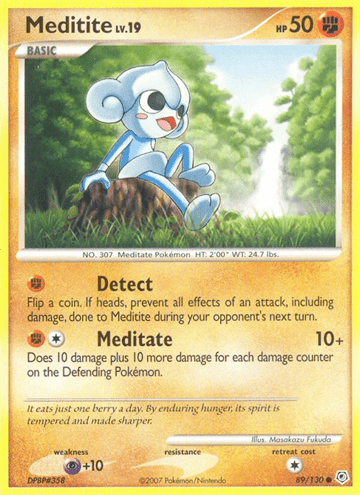 Meditite LV.19 HP 50
BASIC
NO. 307 Meditate Pokémon HT: 2'00" WT: 24.7 lbs.
Detect
Flip a coin. If heads, prevent all effects of an attack, including
damage, done to Meditite during your opponent's next turn.
Meditate 10+
Does 10 damage plus 10 more damage for each damage counter
on the Defending Pokémon.
It eats just one berry a day. By enduring hunger, its spirit is
tempered and made sharper.
Illus. Masakazu Fukuda
weakness resistance retreat cost
+10
DPBP#358 ©2007 Pokémon/Nintendo 89/130